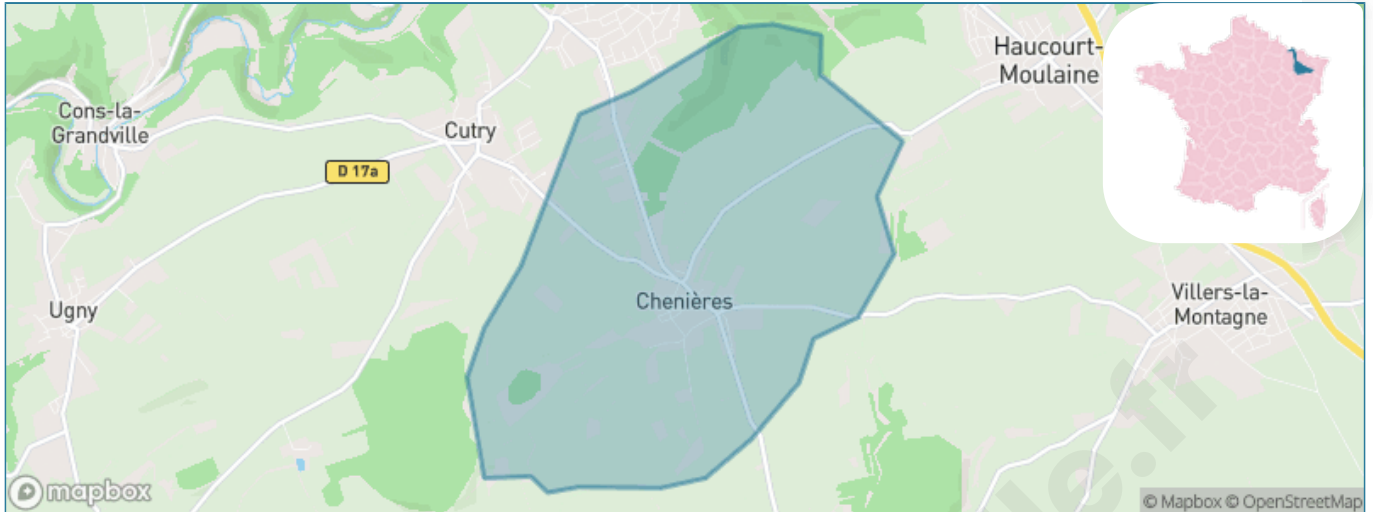 Haucourt-
Moulaine
Cons-la-
Grandville
Cutry
D 17a
Chenières
Ugny
Villers-la-
Montagne
mapbox
© Mapbox © OpenStreetMap